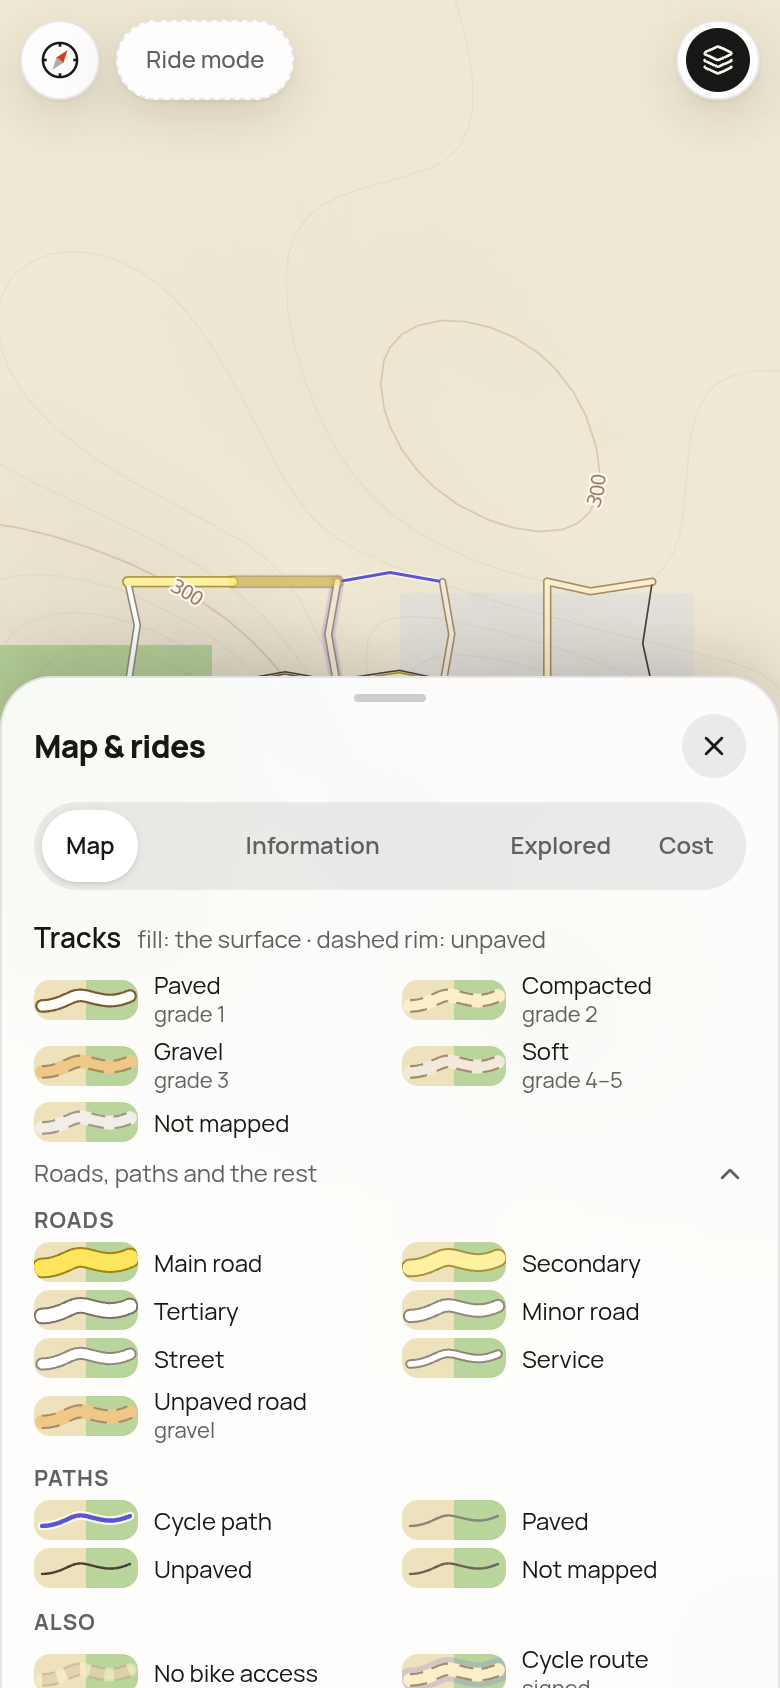 Ride mode
300
300
Map & rides
Map Information Explored Cost
Tracks fill: the surface · dashed rim: unpaved
Paved
grade 1
Compacted
grade 2
Gravel
grade 3
Soft
grade 4–5
Not mapped
Roads, paths and the rest
ROADS
Main road
Secondary
Tertiary
Minor road
Street
Service
Unpaved road
gravel
PATHS
Cycle path
Paved
Unpaved
Not mapped
ALSO
No bike access
Cycle route
signed